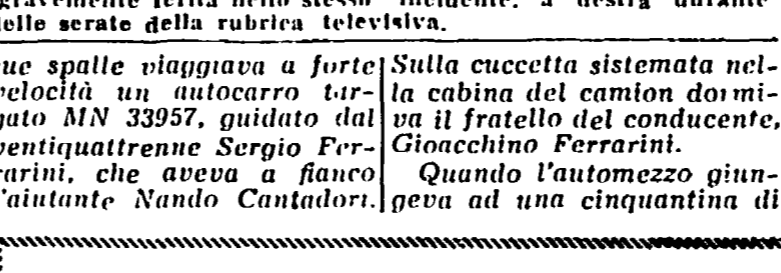 gravemente ferita nello stesso incidente; a destra durante
delle serate della rubrica televisiva.
sue spalle viaggiava a forte
velocità un autocarro tar-
gato MN 33957, guidato dal
ventiquattrenne Sergio Fer-
rarini, che aveva a fianco
l'aiutante Nando Cantadori.
Sulla cuccetta sistemata nel-
la cabina del camion dormi-
va il fratello del conducente,
Gioacchino Ferrarini.
Quando l'automezzo giun-
geva ad una cinquantina di